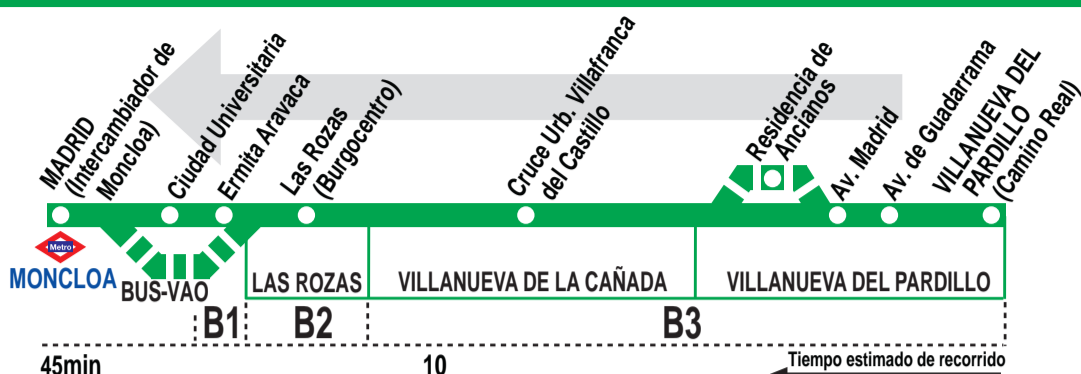 MADRID
(Intercambiador de
Moncloa)
Ciudad Universitaria
Ermita Aravaca
Las Rozas
(Burgocentro)
Cruce Urb. Villafranca
del Castillo
Residencia de
Ancianos
Av. Madrid
Av. de Guadarrama
VILLANUEVA DEL
PARDILLO
(Camino Real)
Metro
MONCLOA
BUS-VAO
LAS ROZAS
VILLANUEVA DE LA CAÑADA
VILLANUEVA DEL PARDILLO
B1
B2
B3
45min
10
Tiempo estimado de recorrido